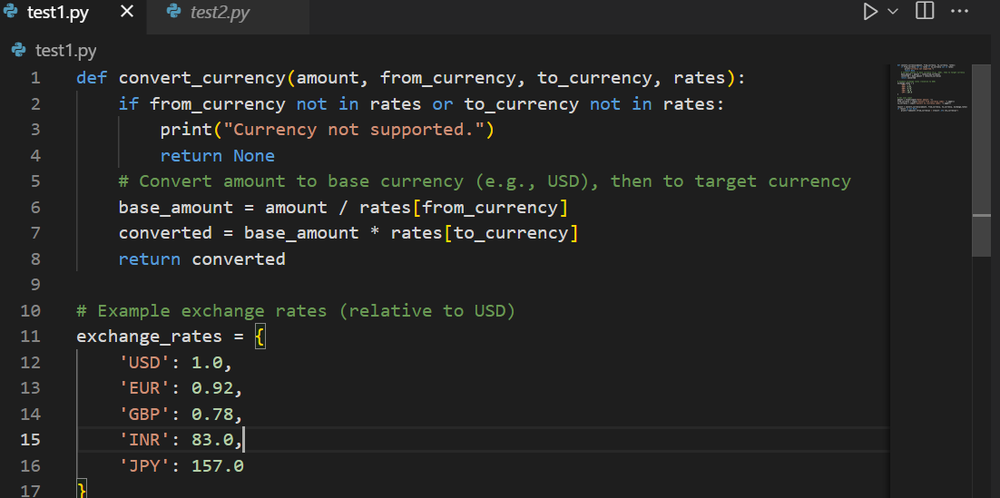 test1.py test2.py
test1.py
1 def convert_currency(amount, from_currency, to_currency, rates):
2     if from_currency not in rates or to_currency not in rates:
3         print("Currency not supported.")
4         return None
5     # Convert amount to base currency (e.g., USD), then to target currency
6     base_amount = amount / rates[from_currency]
7     converted = base_amount * rates[to_currency]
8     return converted
9
10 # Example exchange rates (relative to USD)
11 exchange_rates = {
12     'USD': 1.0,
13     'EUR': 0.92,
14     'GBP': 0.78,
15     'INR': 83.0,
16     'JPY': 157.0
17 }